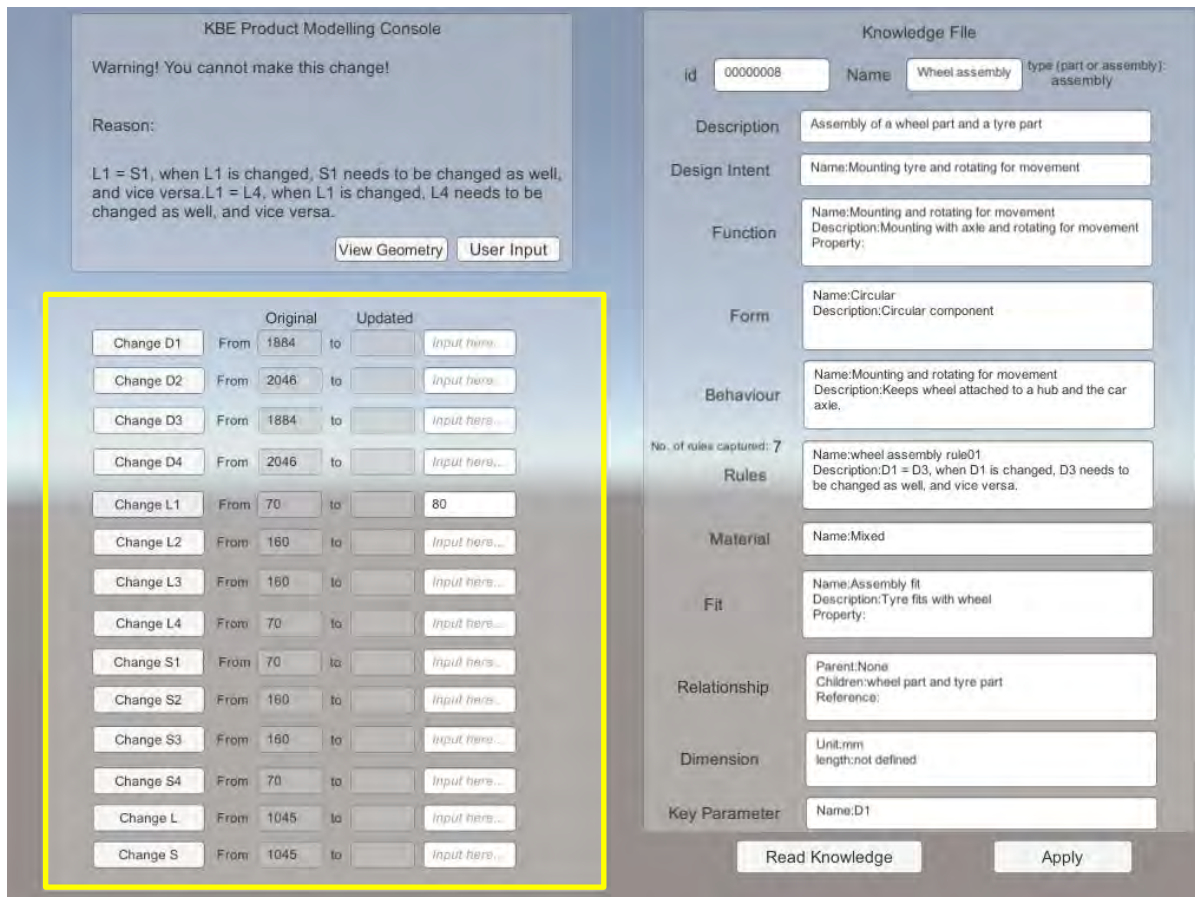 KBE Product Modelling Console
Warning! You cannot make this change!
Reason:
L1 = S1, when L1 is changed, S1 needs to be changed as well,
and vice versa.L1 = L4, when L1 is changed, L4 needs to be
changed as well, and vice versa.
View Geometry User Input
Original Updated
Change D1 From 1884 to Input here...
Change D2 From 2046 to Input here...
Change D3 From 1884 to Input here...
Change D4 From 2046 to Input here...
Change L1 From 70 to 80
Change L2 From 160 to Input here...
Change L3 From 160 to Input here...
Change L4 From 70 to Input here...
Change S1 From 70 to Input here...
Change S2 From 160 to Input here...
Change S3 From 160 to Input here...
Change S4 From 70 to Input here...
Change L From 1045 to Input here...
Change S From 1045 to Input here...
Knowledge File
id 00000008 Name Wheel assembly type (part or assembly):
assembly
Description Assembly of a wheel part and a tyre part
Design Intent Name:Mounting tyre and rotating for movement
Function
Name:Mounting and rotating for movement
Description:Mounting with axle and rotating for movement
Property:
Form
Name:Circular
Description:Circular component
Behaviour
Name:Mounting and rotating for movement
Description:Keeps wheel attached to a hub and the car
axle.
No. of rules captured: 7
Rules
Name:wheel assembly rule01
Description:D1 = D3, when D1 is changed, D3 needs to
be changed as well, and vice versa.
Material Name:Mixed
Fit
Name:Assembly fit
Description:Tyre fits with wheel
Property:
Relationship
Parent:None
Children:wheel part and tyre part
Reference:
Dimension
Unit:mm
length:not defined
Key Parameter Name:D1
Read Knowledge Apply